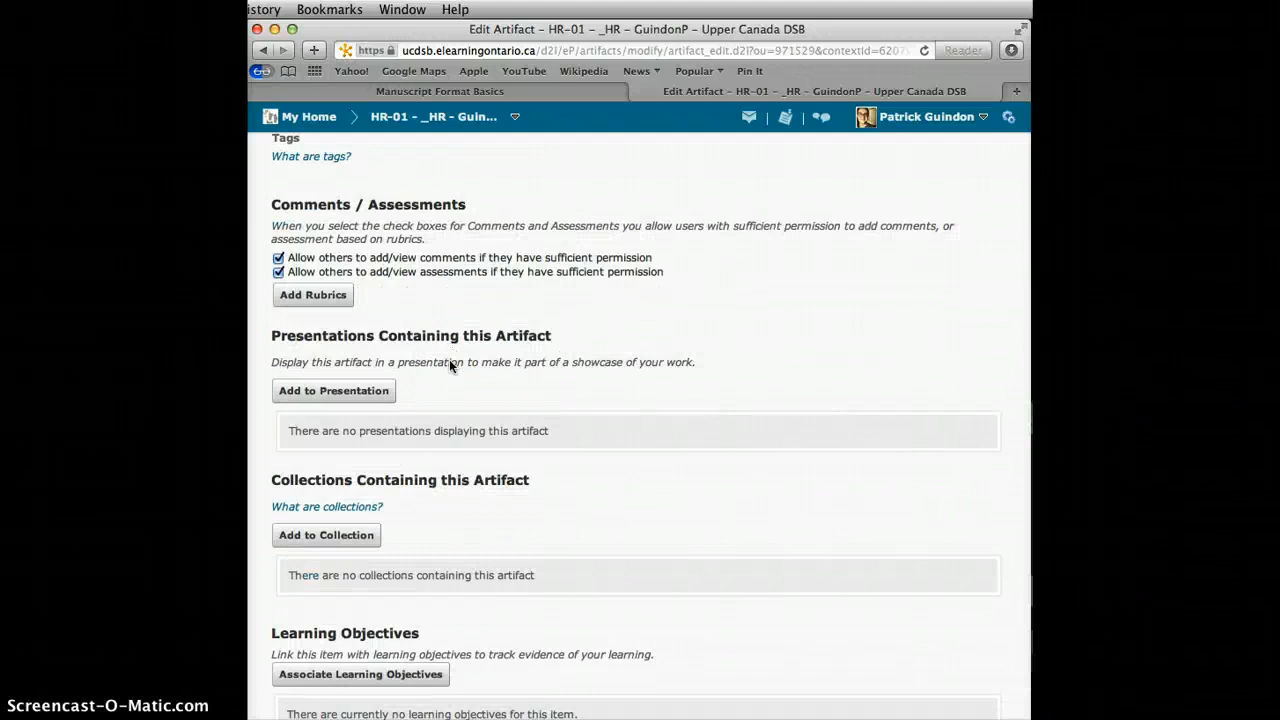 istory Bookmarks Window Help
Edit Artifact – HR-01 – _HR – GuindonP – Upper Canada DSB
https ucdsb.elearningontario.ca/d2l/eP/artifacts/modify/artifact_edit.d2l?ou=971529&contextId=6207 Reader
Yahoo! Google Maps Apple YouTube Wikipedia News Popular Pin It
Manuscript Format Basics Edit Artifact – HR-01 – _HR – GuindonP – Upper Canada DSB
My Home HR-01 - _HR - Guin... Patrick Guindon
Tags
What are tags?
Comments / Assessments
When you select the check boxes for Comments and Assessments you allow users with sufficient permission to add comments, or
assessment based on rubrics.
Allow others to add/view comments if they have sufficient permission
Allow others to add/view assessments if they have sufficient permission
Add Rubrics
Presentations Containing this Artifact
Display this artifact in a presentation to make it part of a showcase of your work.
Add to Presentation
There are no presentations displaying this artifact
Collections Containing this Artifact
What are collections?
Add to Collection
There are no collections containing this artifact
Learning Objectives
Link this item with learning objectives to track evidence of your learning.
Associate Learning Objectives
There are currently no learning objectives for this item.
Screencast-O-Matic.com